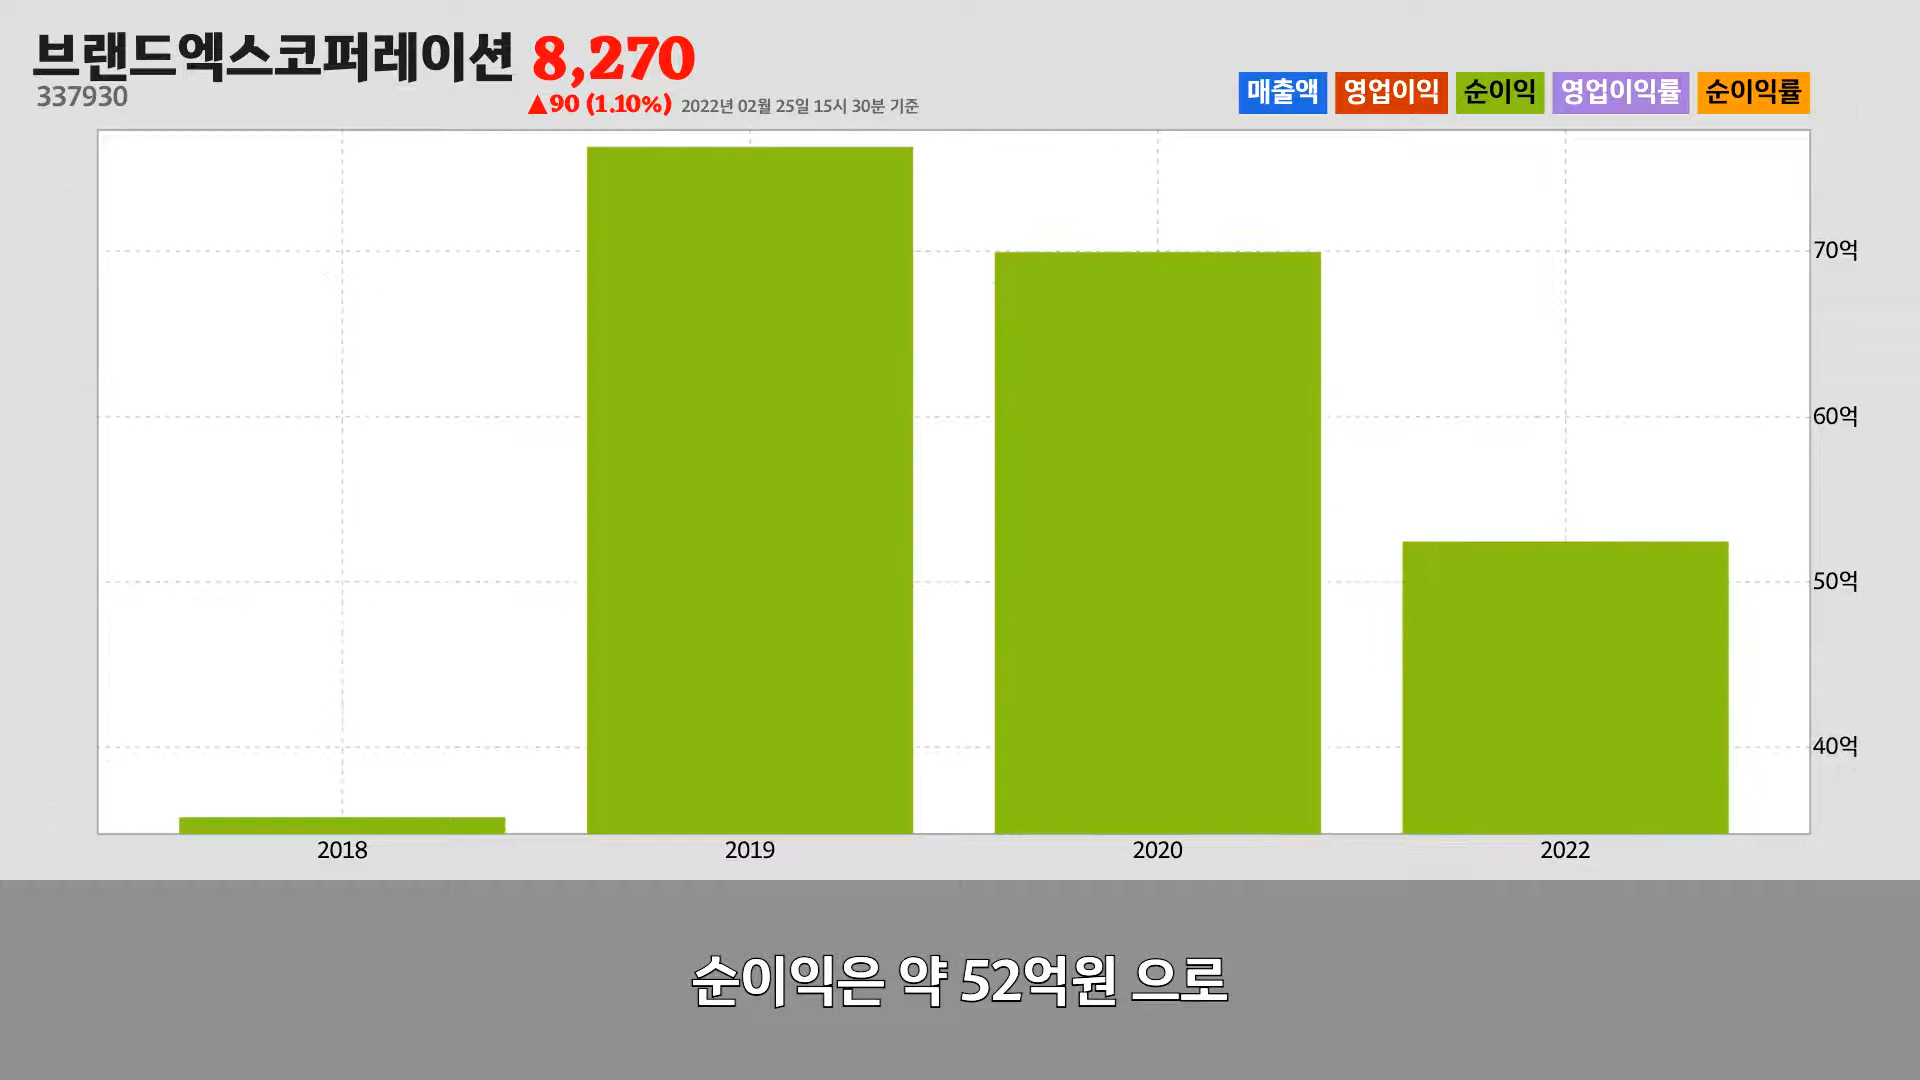 브랜드엑스코퍼레이션 8,270
337930
▲90 (1.10%) 2022년 02월 25일 15시 30분 기준
매출액 영업이익 순이익 영업이익률 순이익률
70억
60억
50억
40억
2018 2019 2020 2022
순이익은 약 52억원 으로